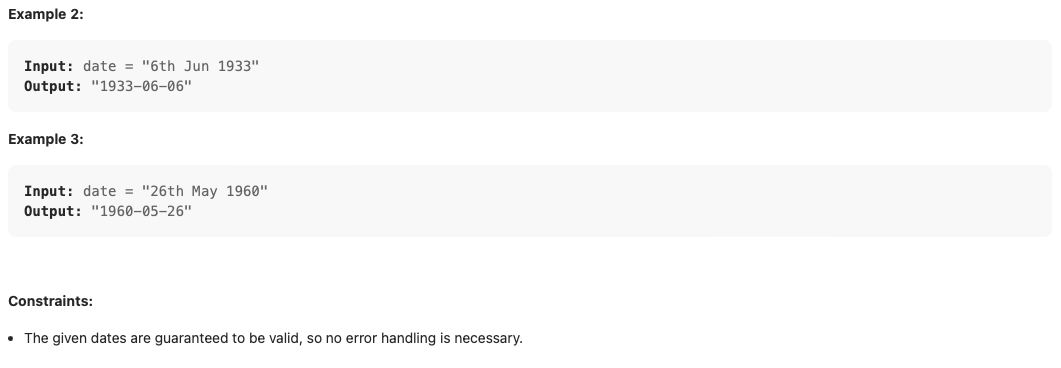 Example 2:
Input: date = "6th Jun 1933"
Output: "1933-06-06"
Example 3:
Input: date = "26th May 1960"
Output: "1960-05-26"
Constraints:
• The given dates are guaranteed to be valid, so no error handling is necessary.